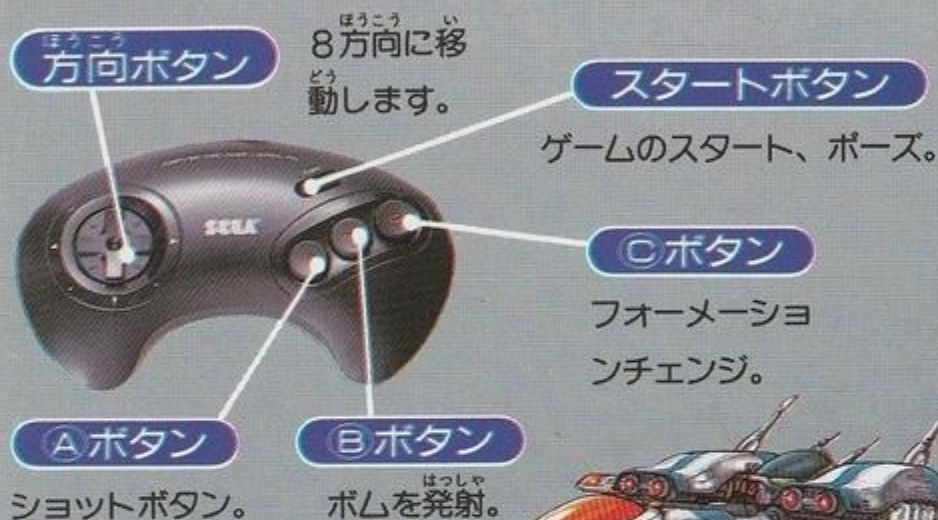 方向ボタン
8方向に移
動します。
スタートボタン
ゲームのスタート、ポーズ。
SEGA
Ⓒボタン
フォーメーショ
ンチェンジ。
Ⓐボタン
ショットボタン。
Ⓑボタン
ボムを発射。